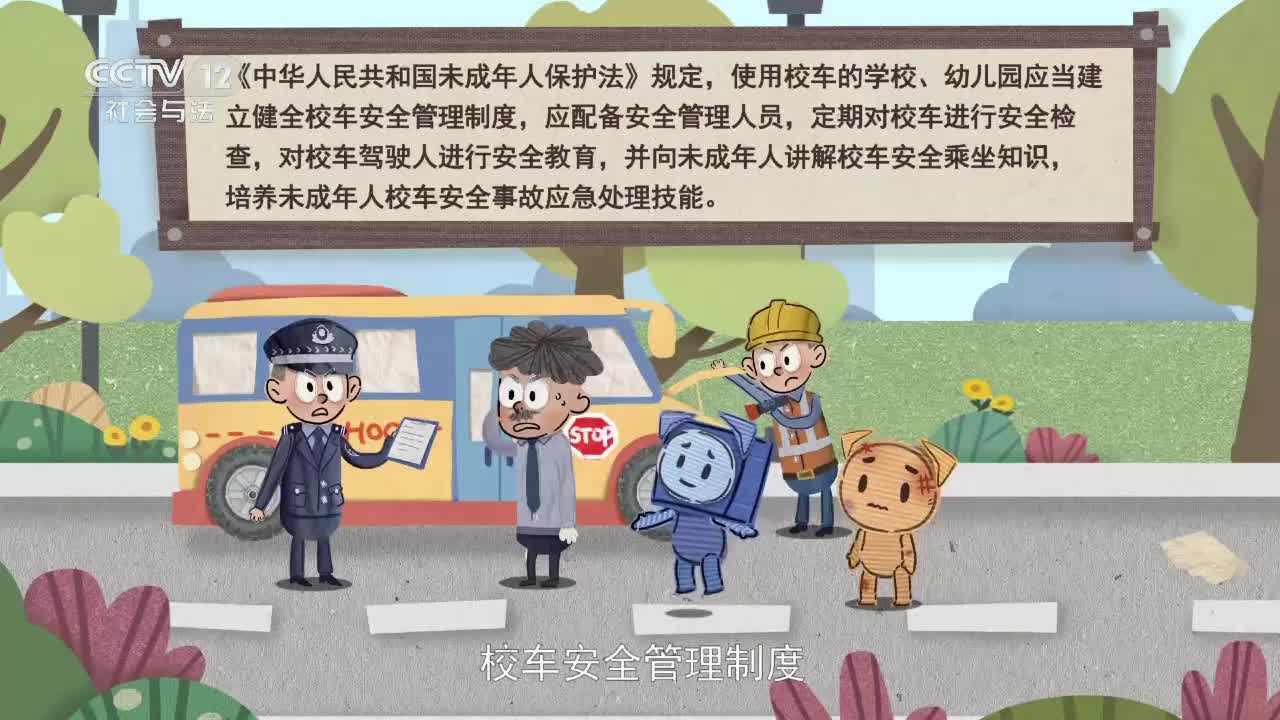 CCTV 12
社会与法
《中华人民共和国未成年人保护法》规定，使用校车的学校、幼儿园应当建
立健全校车安全管理制度，应配备安全管理人员，定期对校车进行安全检
查，对校车驾驶人进行安全教育，并向未成年人讲解校车安全乘坐知识，
培养未成年人校车安全事故应急处理技能。
HOO
STOP
校车安全管理制度